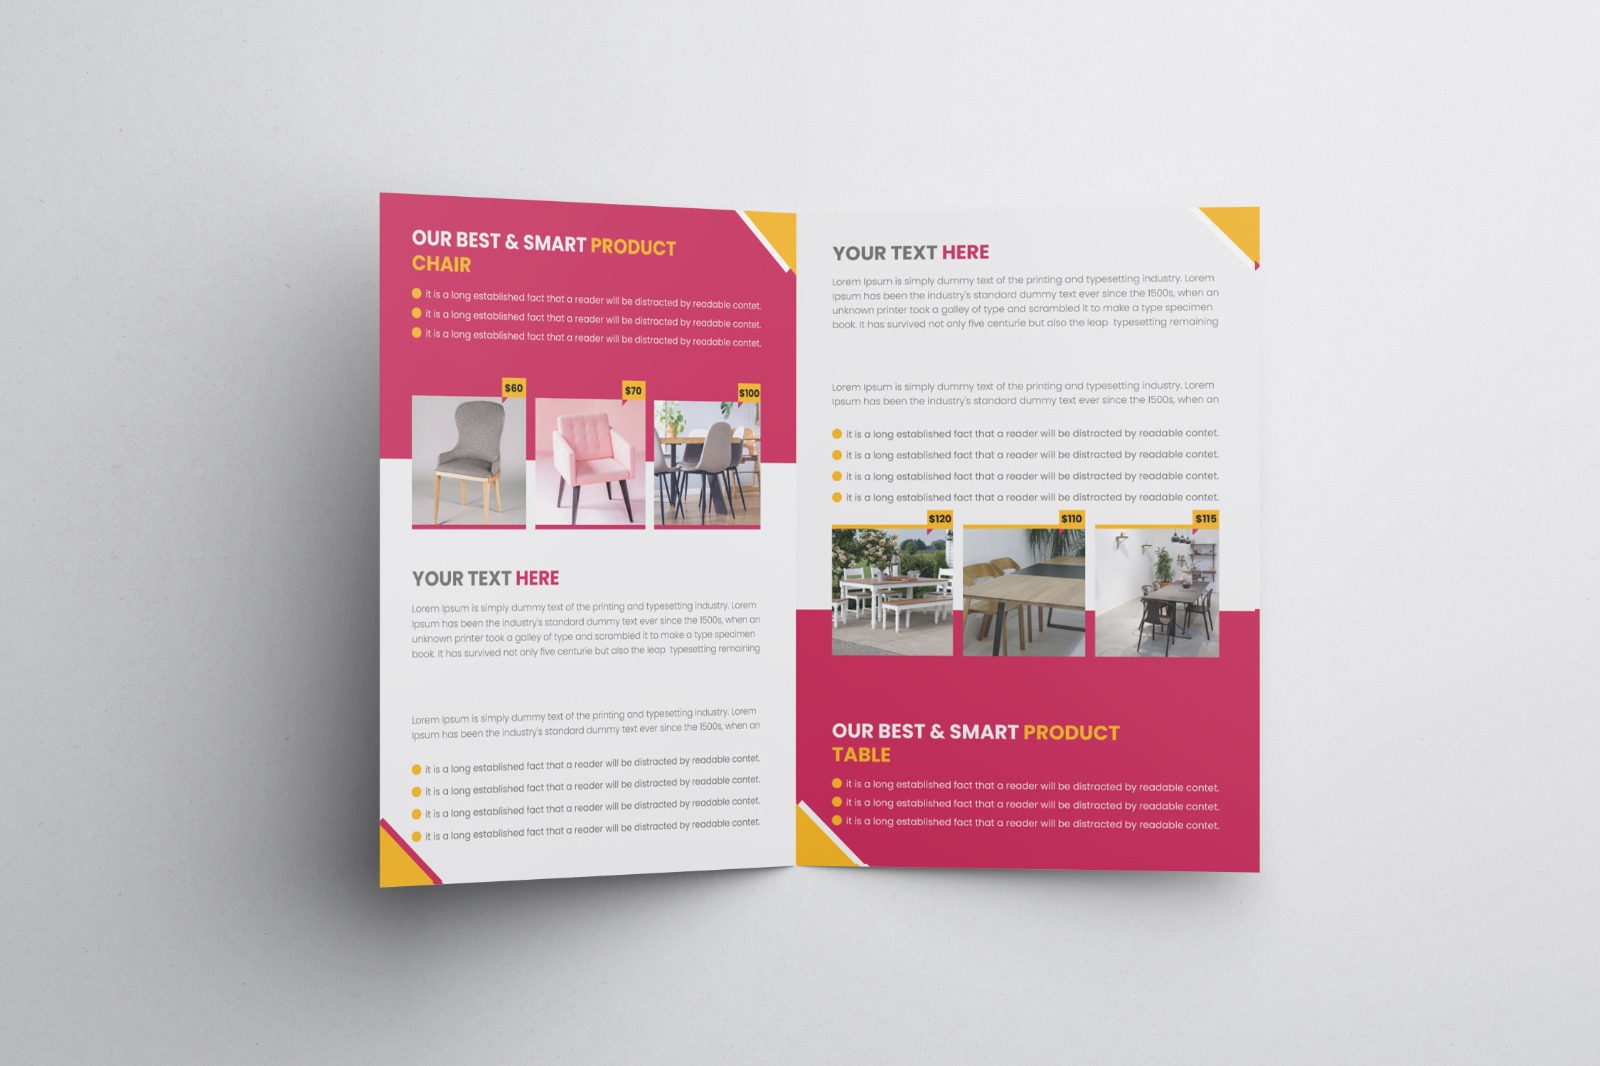 OUR BEST & SMART PRODUCT
CHAIR
it is a long established fact that a reader will be distracted by readable contet.
it is a long established fact that a reader will be distracted by readable contet.
it is a long established fact that a reader will be distracted by readable contet.
$60
$70
$100
YOUR TEXT HERE
Lorem Ipsum is simply dummy text of the printing and typesetting industry. Lorem
Ipsum has been the industry's standard dummy text ever since the 1500s, when an
unknown printer took a galley of type and scrambled it to make a type specimen
book. It has survived not only five centurie but also the leap typesetting remaining
Lorem Ipsum is simply dummy text of the printing and typesetting industry. Lorem
Ipsum has been the industry's standard dummy text ever since the 1500s, when an
it is a long established fact that a reader will be distracted by readable contet.
it is a long established fact that a reader will be distracted by readable contet.
it is a long established fact that a reader will be distracted by readable contet.
it is a long established fact that a reader will be distracted by readable contet.
YOUR TEXT HERE
Lorem Ipsum is simply dummy text of the printing and typesetting industry. Lorem
Ipsum has been the industry's standard dummy text ever since the 1500s, when an
unknown printer took a galley of type and scrambled it to make a type specimen
book. It has survived not only five centurie but also the leap typesetting remaining
Lorem Ipsum is simply dummy text of the printing and typesetting industry. Lorem
Ipsum has been the industry's standard dummy text ever since the 1500s, when an
it is a long established fact that a reader will be distracted by readable contet.
it is a long established fact that a reader will be distracted by readable contet.
it is a long established fact that a reader will be distracted by readable contet.
it is a long established fact that a reader will be distracted by readable contet.
$120
$110
$115
OUR BEST & SMART PRODUCT
TABLE
it is a long established fact that a reader will be distracted by readable contet.
it is a long established fact that a reader will be distracted by readable contet.
it is a long established fact that a reader will be distracted by readable contet.